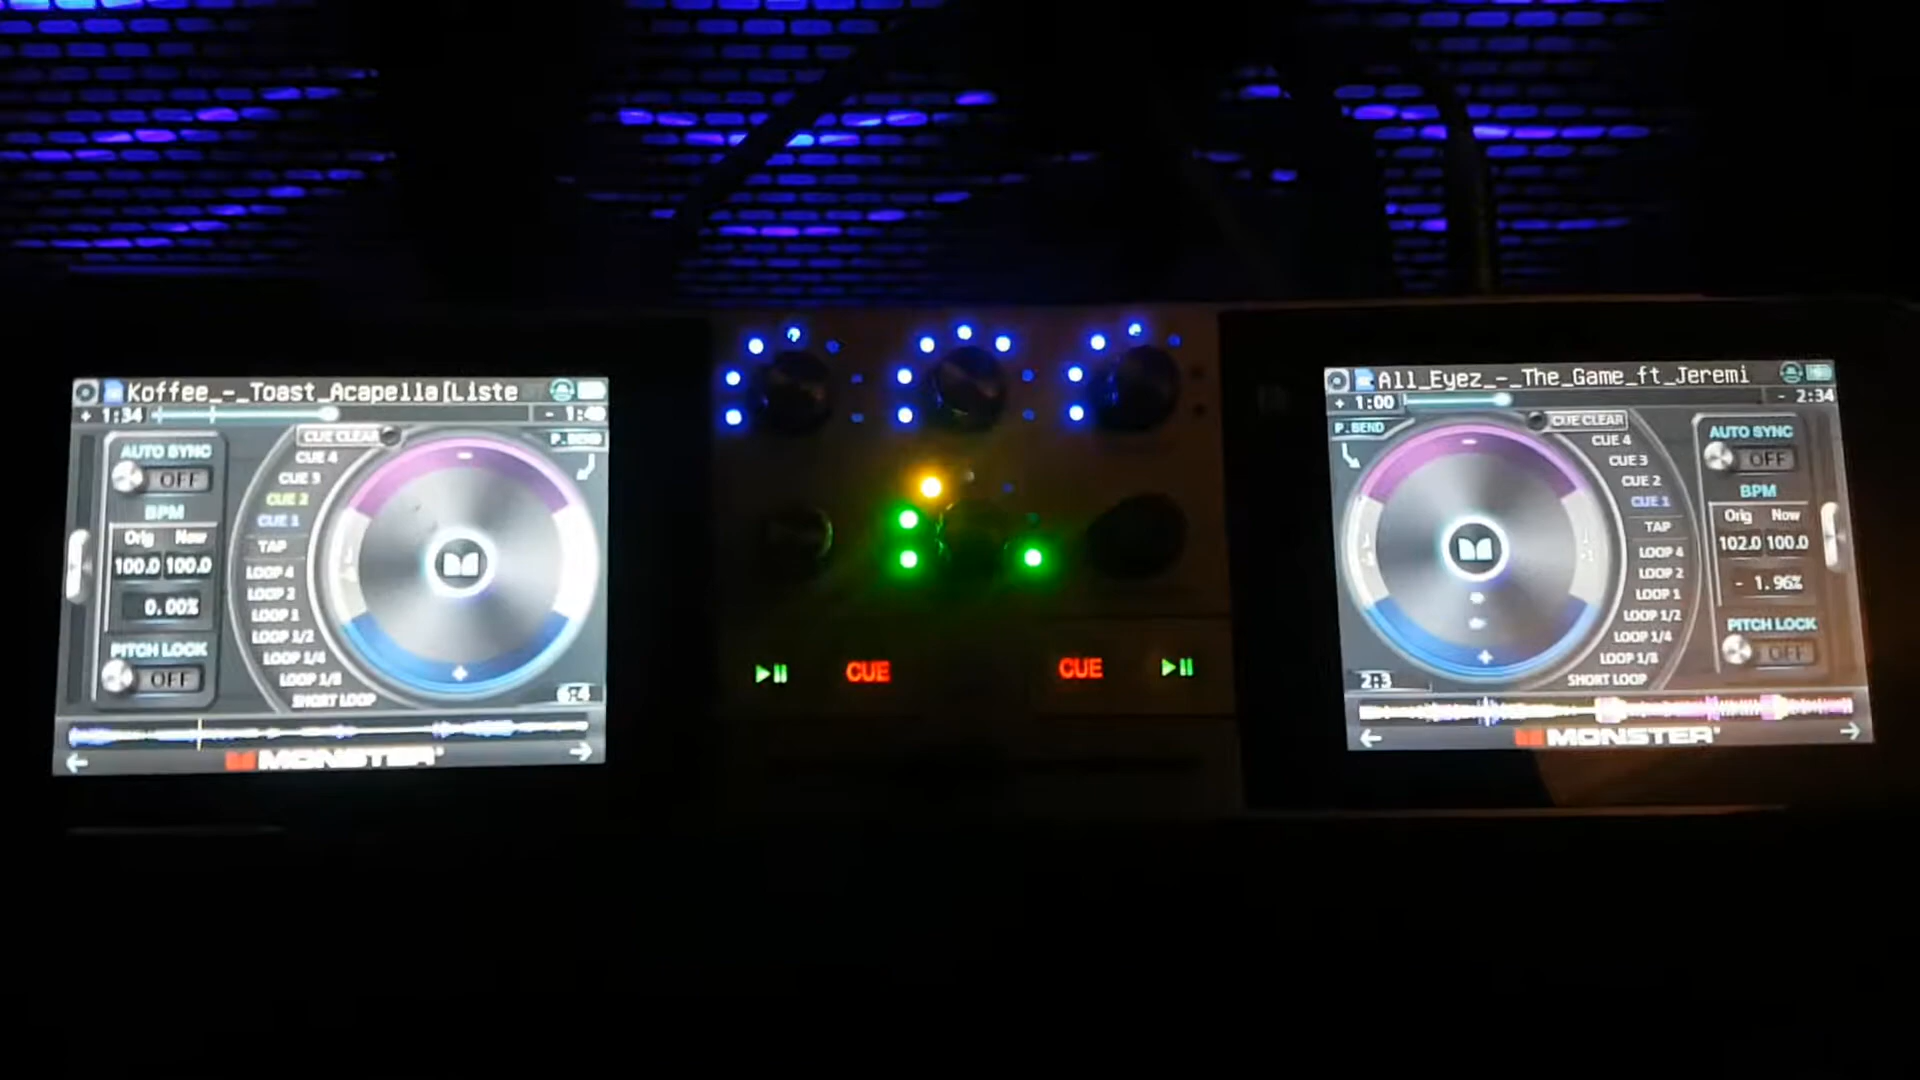 Koffee_-_Toast_Acapella[Liste
+ 1:34
P.BEND
AUTO SYNC
OFF
BPM
Orig Now
100.0 100.0
0.00%
PITCH LOCK
OFF
CUE CLEAR
CUE 4
CUE 3
CUE 2
CUE 1
TAP
LOOP 4
LOOP 2
LOOP 1
LOOP 1/2
LOOP 1/4
LOOP 1/8
SHORT LOOP
6:4
MONSTER
CUE
CUE
All_Eyez_-_The_Game_ft_Jeremi
+ 1:00
- 2:34
P.BEND
CUE CLEAR
CUE 4
CUE 3
CUE 2
CUE 1
TAP
LOOP 4
LOOP 2
LOOP 1
LOOP 1/2
LOOP 1/4
LOOP 1/8
SHORT LOOP
AUTO SYNC
OFF
BPM
Orig Now
102.0 100.0
- 1.96%
PITCH LOCK
OFF
2:3
MONSTER